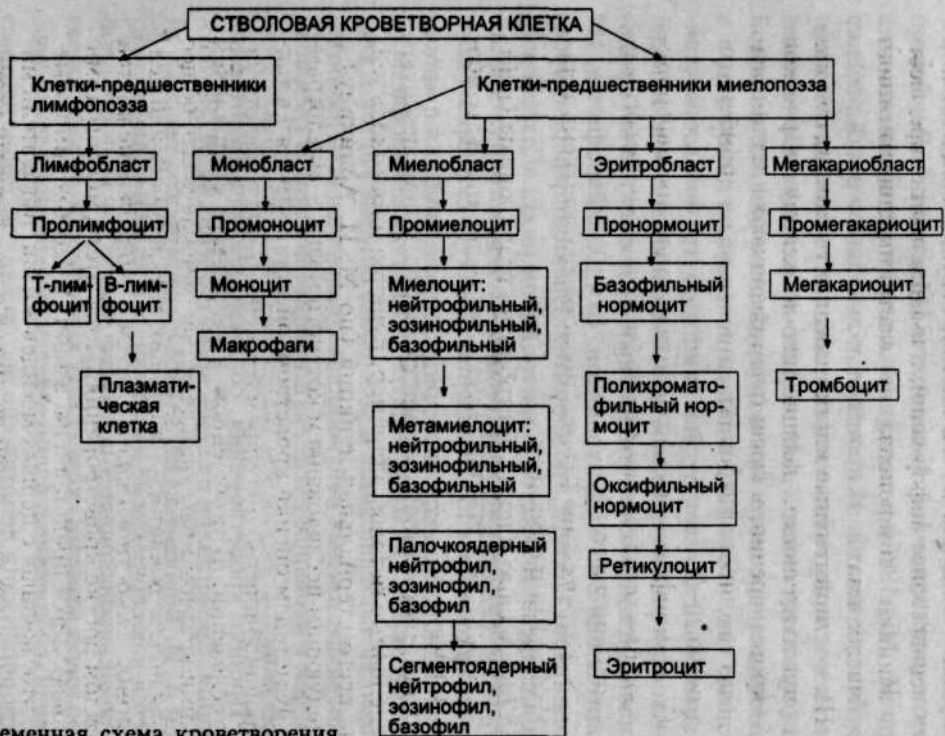 СТВОЛОВАЯ КРОВЕТВОРНАЯ КЛЕТКА
Клетки-предшественники
лимфопоэза
Клетки-предшественники миелопоэза
Лимфобласт
Монобласт
Миелобласт
Эритробласт
Мегакариобласт
Пролимфоцит
Промоноцит
Промиелоцит
Пронормоцит
Промегакариоцит
Т-лим-
фоцит
В-лим-
фоцит
Моноцит
Миелоцит:
нейтрофильный,
эозинофильный,
базофильный
Базофильный
нормоцит
Мегакариоцит
Макрофаги
Плазмати-
ческая
клетка
Полихромато-
фильный нор-
моцит
Тромбоцит
Метамиелоцит:
нейтрофильный,
эозинофильный,
базофильный
Оксифильный
нормоцит
Палочкоядерный
нейтрофил,
эозинофил,
базофил
Ретикулоцит
Сегментоядерный
нейтрофил,
эозинофил,
базофил
Эритроцит
схема кроветворения